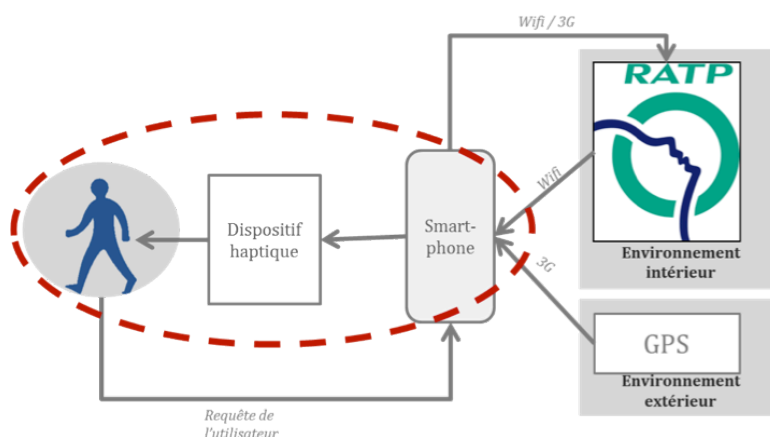 Wifi / 3G
RATP
Wifi
Dispositif
haptique
Smart-
phone
Environnement
intérieur
3G
GPS
Environnement
extérieur
Requête de
l'utilisateur